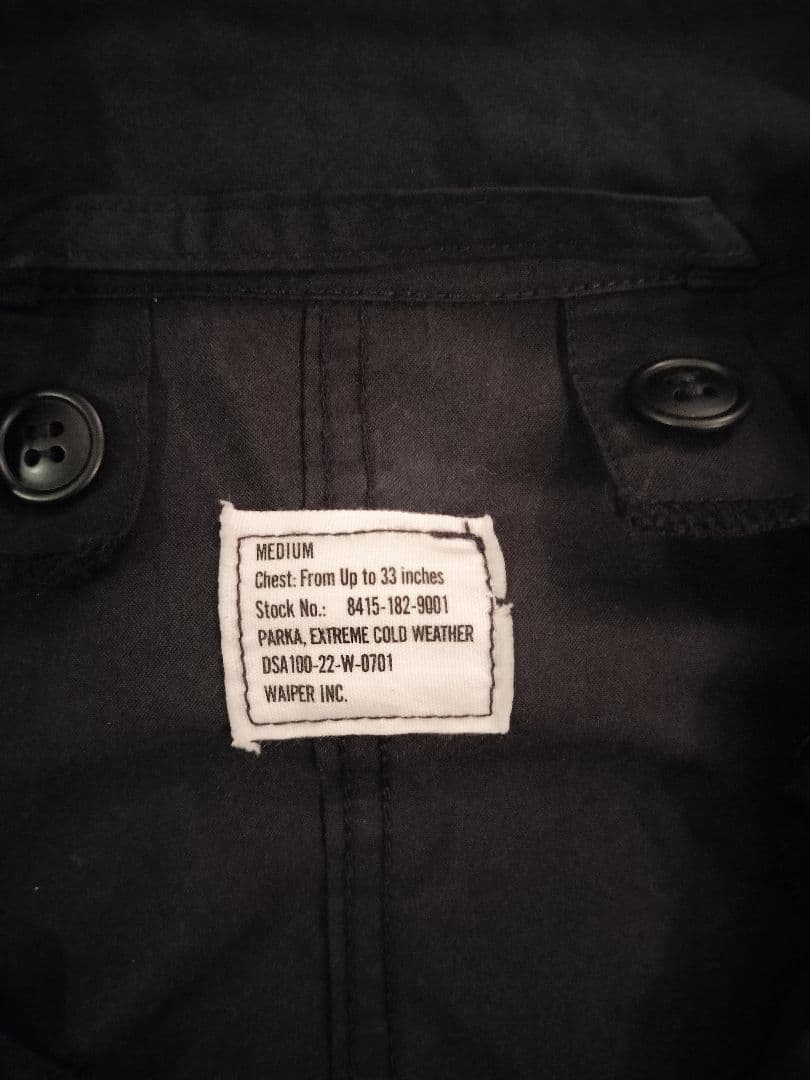 MEDIUM
Chest: From Up to 33 inches
Stock No.: 8415-182-9001
PARKA, EXTREME COLD WEATHER
DSA100-22-W-0701
WAIPER INC.